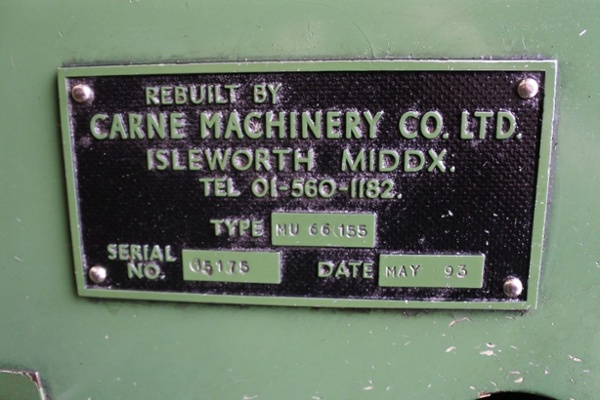 REBUILT BY
CARNE MACHINERY CO. LTD.
ISLEWORTH MIDDX.
TEL 01-560-1182.
TYPE MU 66 155
SERIAL NO. 05175
DATE MAY 93